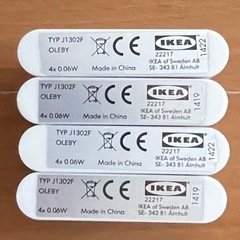 TYP J1302F
OLEBY
4x 0.06W
Made in China
CE
IKEA
22217
IKEA of Sweden AB
SE- 343 81 Älmhult
1422
TYP J1302F
OLEBY
4x 0.06W
Made in China
CE
IKEA
22217
IKEA of Sweden AB
SE- 343 81 Älmhult
1419
TYP J1302F
OLEBY
4x 0.06W
Made in China
CE
IKEA
22217
IKEA of Sweden AB
SE- 343 81 Älmhult
1422
TYP J1302F
OLEBY
4x 0.06W
Made in China
CE
IKEA
22217
IKEA of Sweden AB
SE- 343 81 Älmhult
1419